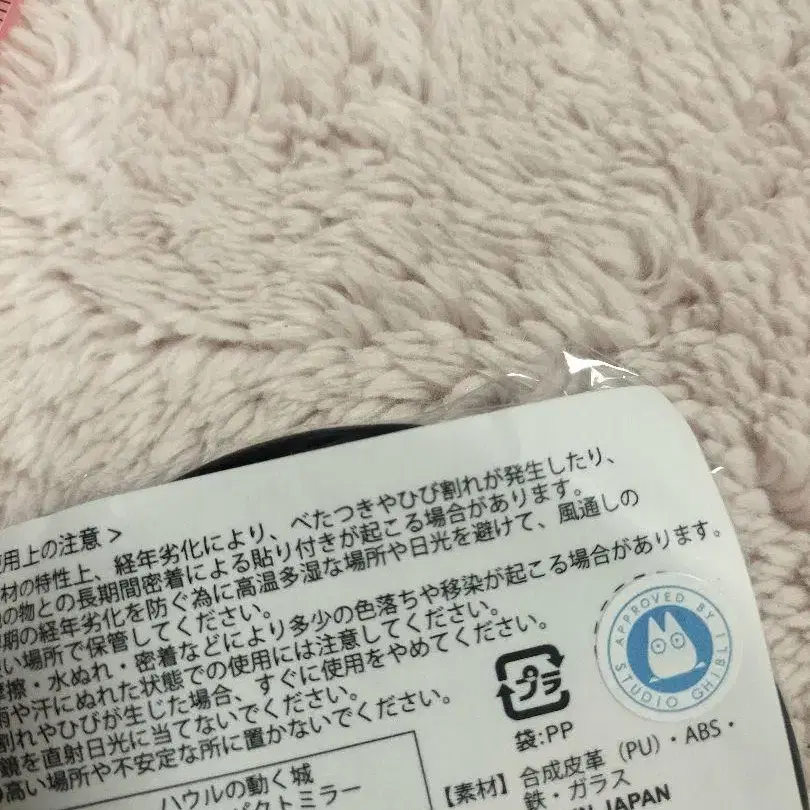 用上の注意 >
材の特性上、経年劣化により、べたつきやひび割れが発生したり、
の物との長期間密着による貼り付きが起こる場合があります。
期の経年劣化を防ぐ為に高温多湿な場所や日光を避けて、風通しの
い場所で保管してください。
擦・水ぬれ・密着などにより多少の色落ちや移染が起こる場合があります。
雨や汗にぬれた状態での使用には注意してください。
割れやひびが生じた場合、すぐに使用をやめてください。
鏡を直射日光に当てないでください。
高い場所や不安定な所に置かないでください。
APPROVED BY
STUDIO GHIBLI
プラ
袋:PP
ハウルの動く城
パクトミラー
【素材】合成皮革(PU)・ABS・
鉄・ガラス
JAPAN